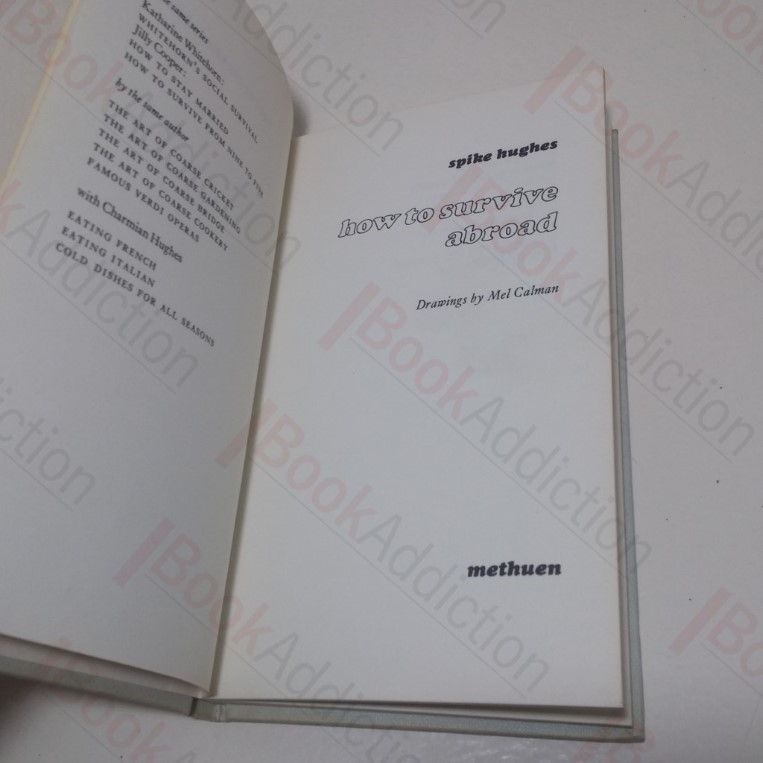 the same series
Katharine Whitehorn:
WHITEHORN'S SOCIAL SURVIVAL
Jilly Cooper:
HOW TO STAY MARRIED
HOW TO SURVIVE FROM NINE TO FIVE
by the same author
THE ART OF COARSE CRICKET
THE ART OF COARSE GARDENING
THE ART OF COARSE BRIDGE
THE ART OF COARSE COOKERY
FAMOUS VERDI OPERAS
with Charmian Hughes
EATING FRENCH
EATING ITALIAN
COLD DISHES FOR ALL SEASONS
spike hughes
how to survive
abroad
Drawings by Mel Calman
methuen
BookAddiction